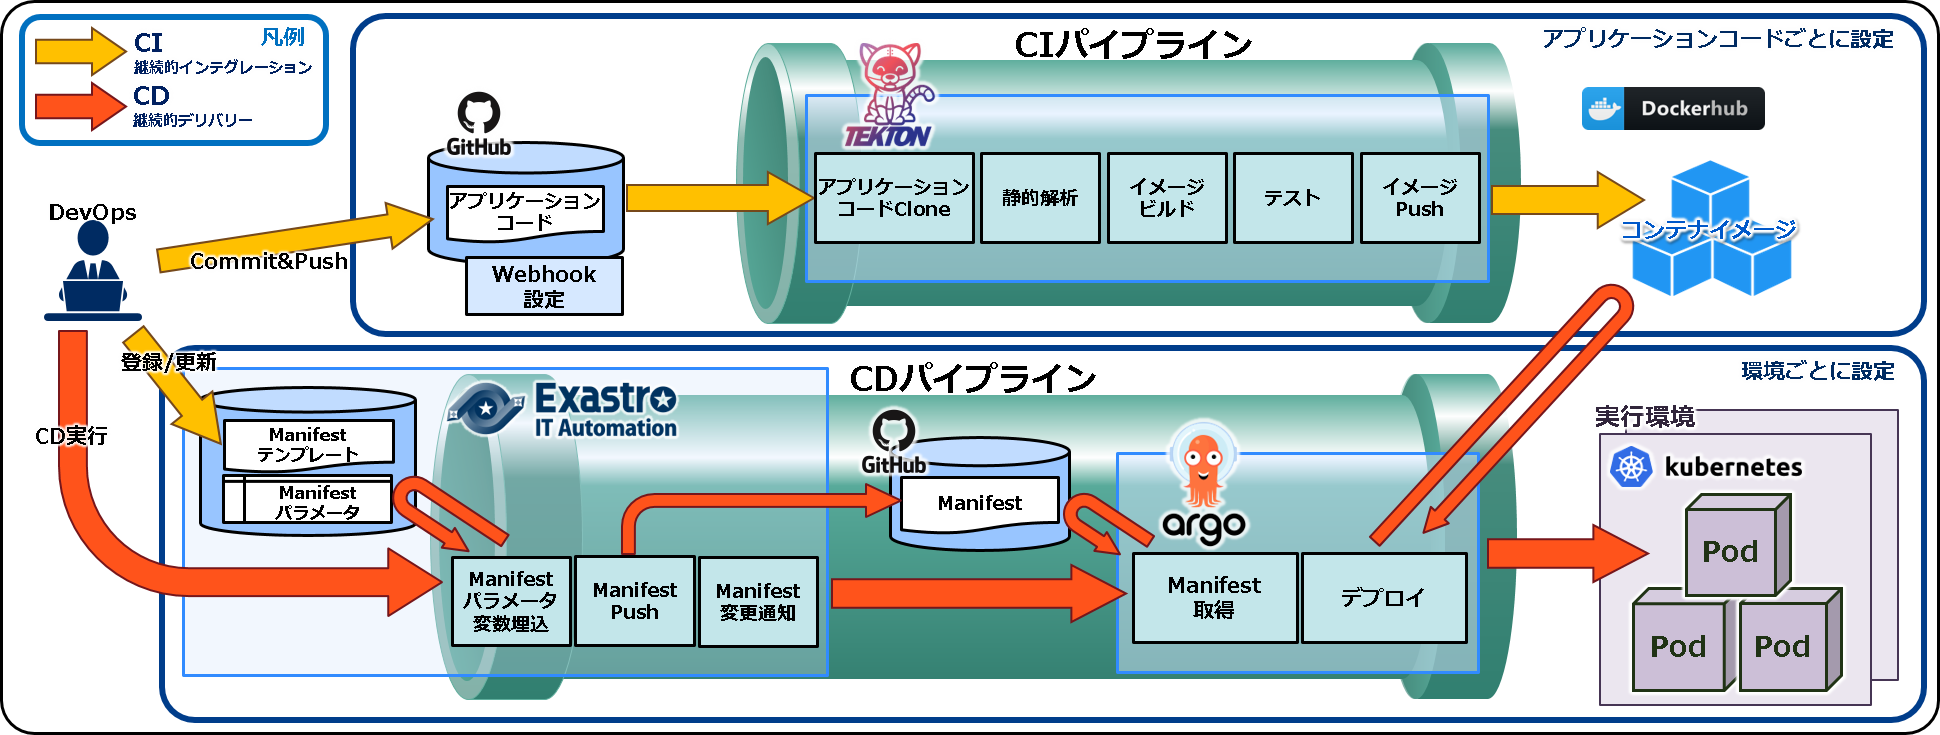 凡例
CI
継続的インテグレーション
CD
継続的デリバリー
CIパイプライン
アプリケーションコードごとに設定
DevOps
Commit&Push
GitHub
アプリケーション
コード
Webhook
設定
TEKTON
アプリケーション
コードClone
静的解析
イメージ
ビルド
テスト
イメージ
Push
Dockerhub
コンテナイメージ
登録/更新
CD実行
CDパイプライン
環境ごとに設定
Manifest
テンプレート
Manifest
パラメータ
Exastro
IT Automation
Manifest
パラメータ
変数埋込
Manifest
Push
Manifest
変更通知
GitHub
Manifest
argo
Manifest
取得
デプロイ
実行環境
kubernetes
Pod
Pod
Pod